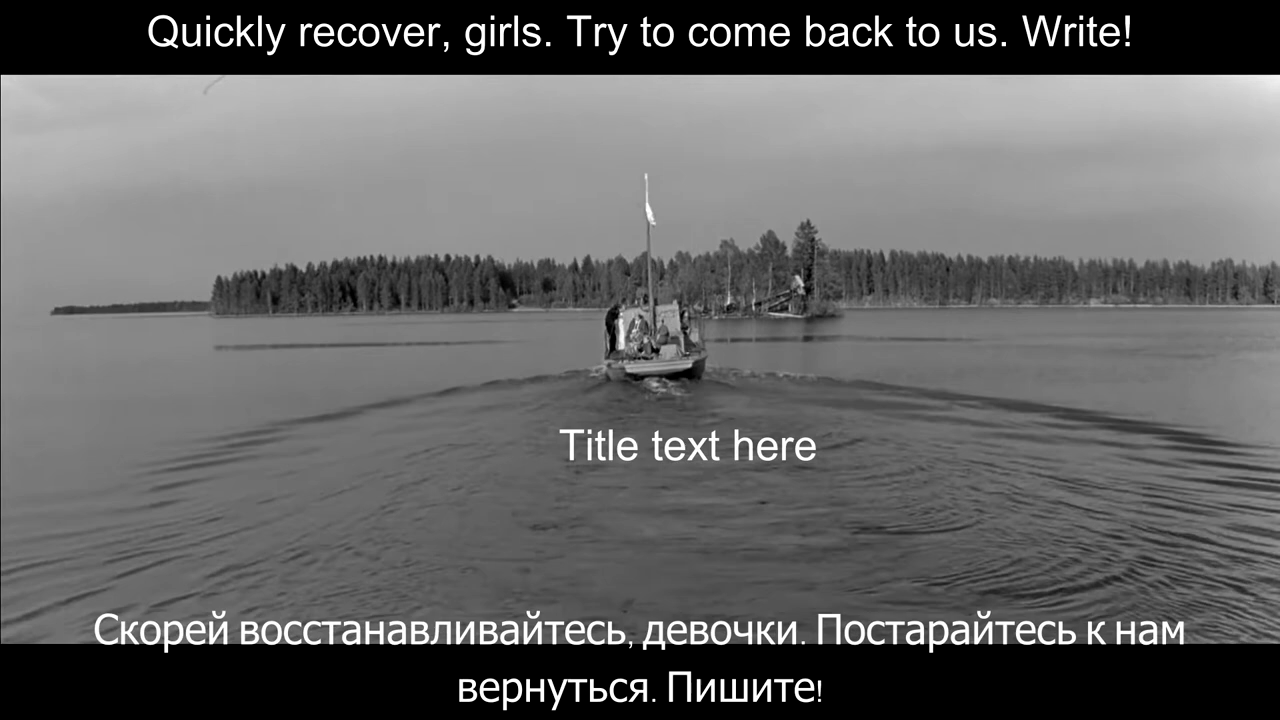 Quickly recover, girls. Try to come back to us. Write!
Title text here
Скорей восстанавливайтесь, девочки. Постарайтесь к нам
вернуться. Пишите!